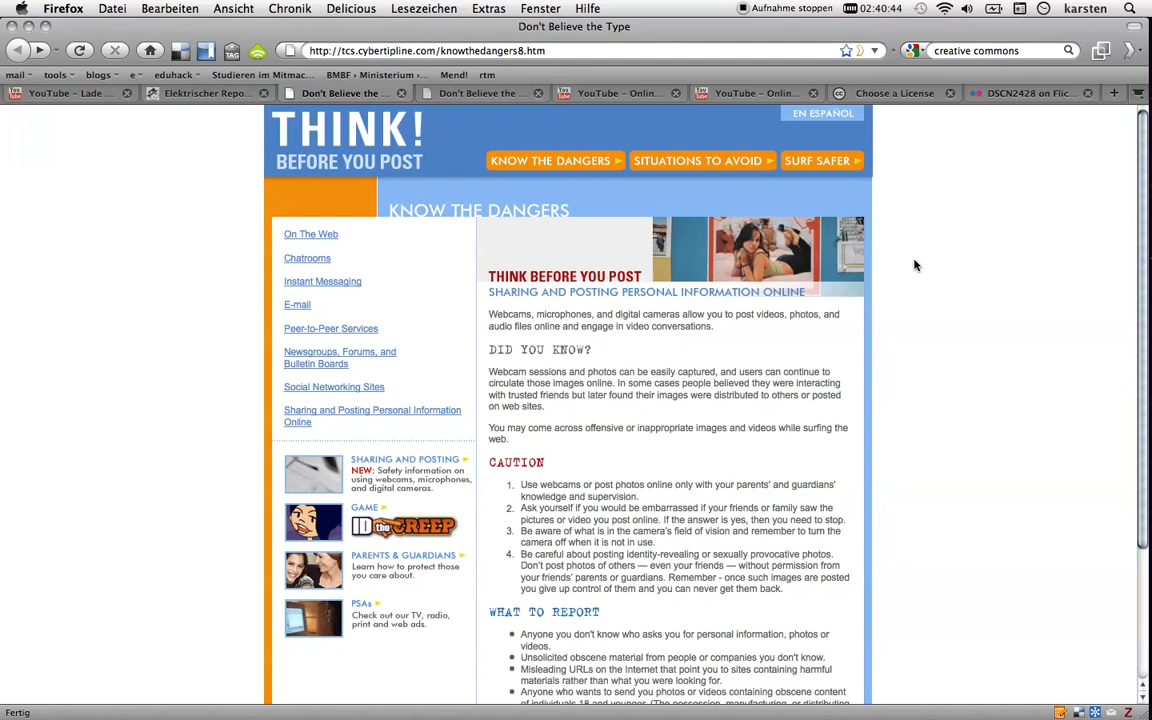 Firefox Datei Bearbeiten Ansicht Chronik Delicious Lesezeichen Extras Fenster Hilfe Aufnahme stoppen 02:40:44 karsten
Don't Believe the Type
http://tcs.cybertipline.com/knowthedangers8.htm creative commons
mail tools blogs e eduhack Studieren im Mitmac... BMBF › Ministerium ›... Mend! rtm
YouTube - Lade ... Elektrischer Repo... Don't Believe the ... Don't Believe the ... YouTube - Onlin... YouTube - Onlin... Choose a License DSCN2428 on Flic...
EN ESPAÑOL
THINK!
BEFORE YOU POST
KNOW THE DANGERS SITUATIONS TO AVOID SURF SAFER
KNOW THE DANGERS
On The Web
Chatrooms
Instant Messaging
E-mail
Peer-to-Peer Services
Newsgroups, Forums, and
Bulletin Boards
Social Networking Sites
Sharing and Posting Personal Information
Online
SHARING AND POSTING
NEW: Safety information on
using webcams, microphones,
and digital cameras.
GAME
ID the CREEP
PARENTS & GUARDIANS
Learn how to protect those
you care about.
PSAs
Check out our TV, radio,
print and web ads.
THINK BEFORE YOU POST
SHARING AND POSTING PERSONAL INFORMATION ONLINE
Webcams, microphones, and digital cameras allow you to post videos, photos, and
audio files online and engage in video conversations.
DID YOU KNOW?
Webcam sessions and photos can be easily captured, and users can continue to
circulate those images online. In some cases people believed they were interacting
with trusted friends but later found their images were distributed to others or posted
on web sites.
You may come across offensive or inappropriate images and videos while surfing the
web.
CAUTION
1. Use webcams or post photos online only with your parents' and guardians'
knowledge and supervision.
2. Ask yourself if you would be embarrassed if your friends or family saw the
pictures or video you post online. If the answer is yes, then you need to stop.
3. Be aware of what is in the camera's field of vision and remember to turn the
camera off when it is not in use.
4. Be careful about posting identity-revealing or sexually provocative photos.
Don't post photos of others — even your friends — without permission from
your friends' parents or guardians. Remember - once such images are posted
you give up control of them and you can never get them back.
WHAT TO REPORT
Anyone you don't know who asks you for personal information, photos or
videos.
Unsolicited obscene material from people or companies you don't know.
Misleading URLs on the Internet that point you to sites containing harmful
materials rather than what you were looking for.
Anyone who wants to send you photos or videos containing obscene content
of individuals 18 and younger. (The possession, manufacturing, or distributing
Fertig